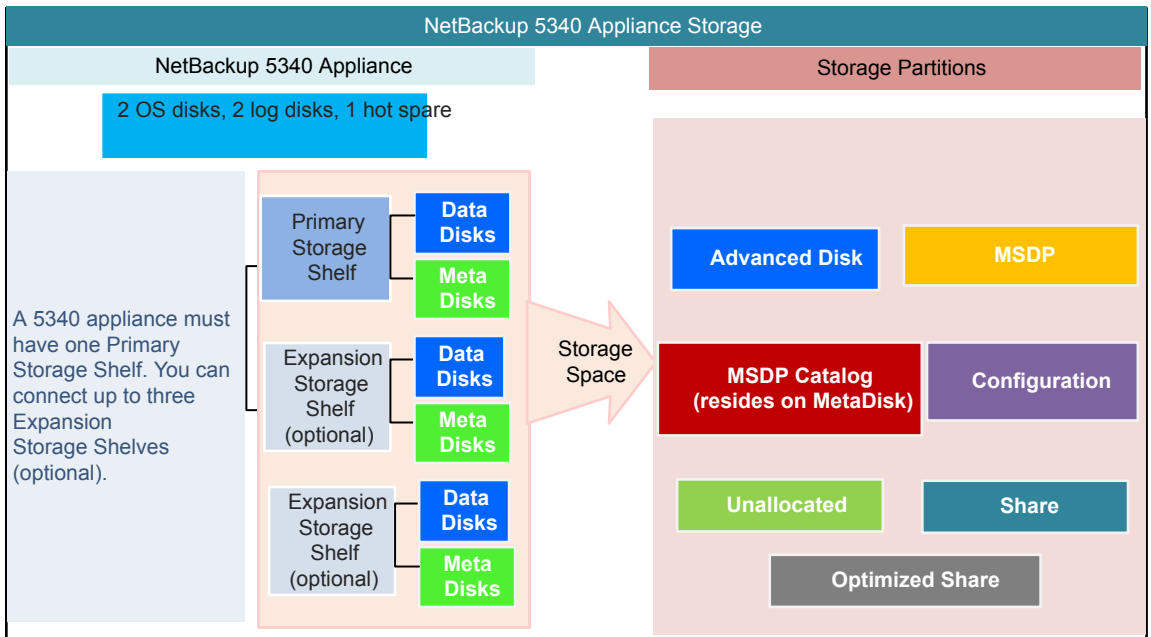 NetBackup 5340 Appliance Storage
NetBackup 5340 Appliance
Storage Partitions
2 OS disks, 2 log disks, 1 hot spare
A 5340 appliance must
have one Primary
Storage Shelf. You can
connect up to three
Expansion
Storage Shelves
(optional).
Primary
Storage
Shelf
Data
Disks
Meta
Disks
Expansion
Storage
Shelf
(optional)
Data
Disks
Meta
Disks
Expansion
Storage
Shelf
(optional)
Data
Disks
Meta
Disks
Storage
Space
Advanced Disk
MSDP
MSDP Catalog
(resides on MetaDisk)
Configuration
Unallocated
Share
Optimized Share